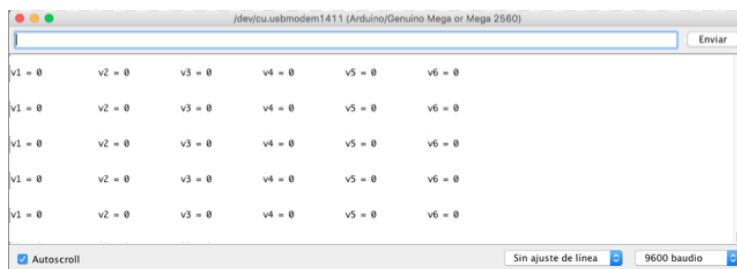 /dev/cu.usbmodem1411 (Arduino/Genuino Mega or Mega 2560)
Enviar
v1 = 0 v2 = 0 v3 = 0 v4 = 0 v5 = 0 v6 = 0
v1 = 0 v2 = 0 v3 = 0 v4 = 0 v5 = 0 v6 = 0
v1 = 0 v2 = 0 v3 = 0 v4 = 0 v5 = 0 v6 = 0
v1 = 0 v2 = 0 v3 = 0 v4 = 0 v5 = 0 v6 = 0
v1 = 0 v2 = 0 v3 = 0 v4 = 0 v5 = 0 v6 = 0
Autoscroll Sin ajuste de línea 9600 baudio